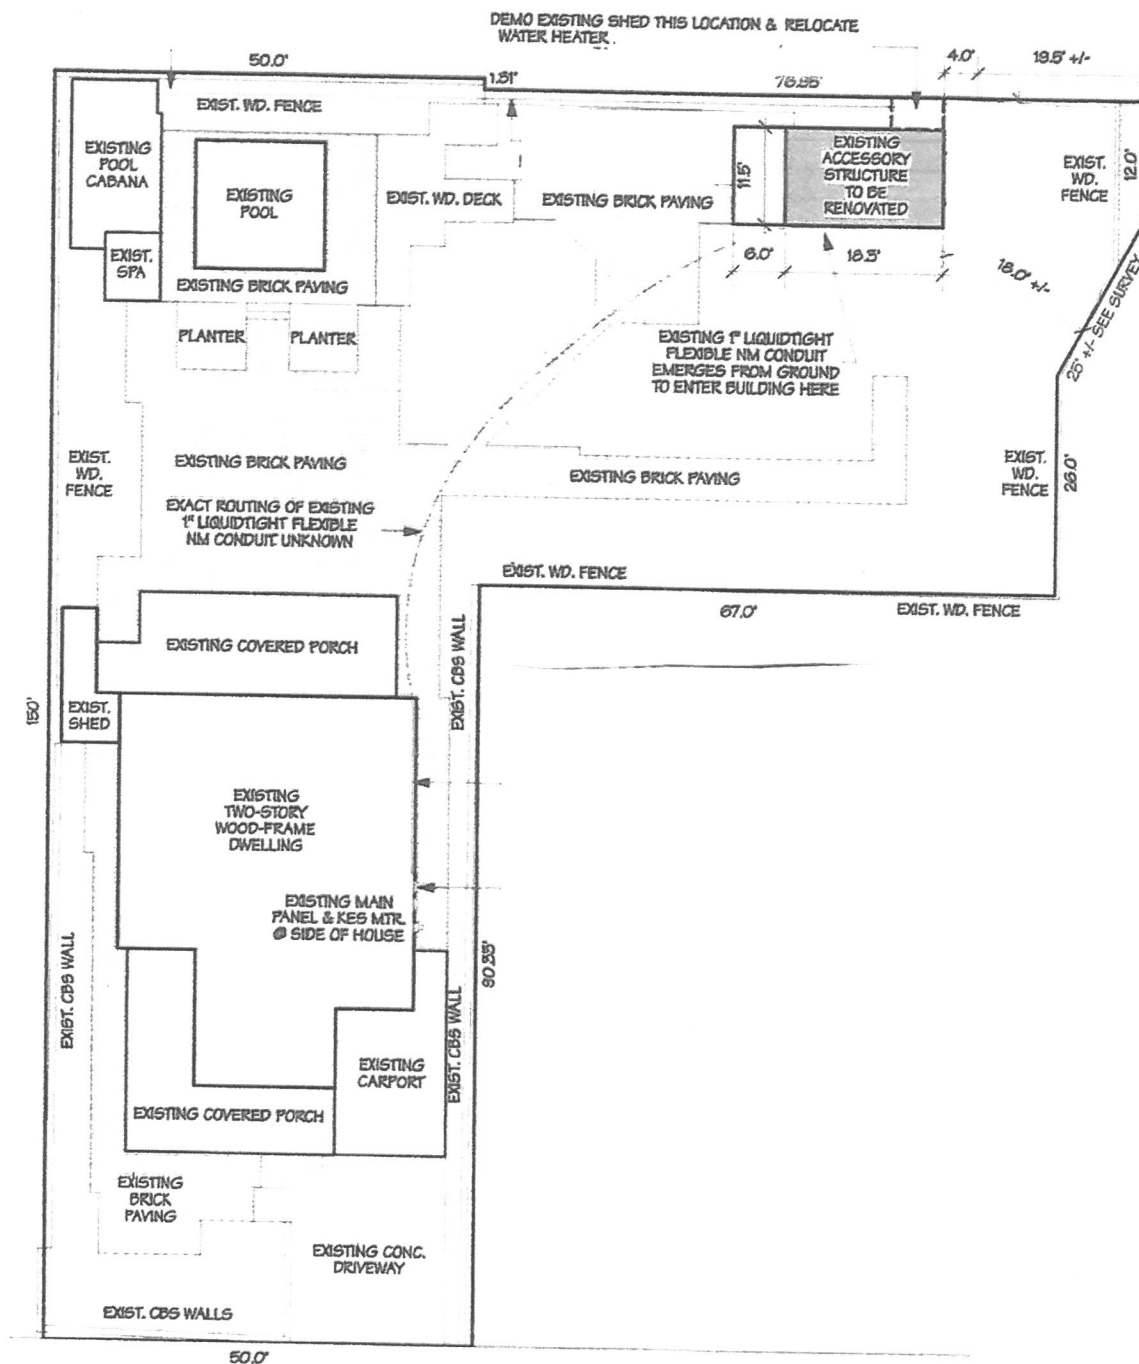 DEMO EXISTING SHED THIS LOCATION & RELOCATE
WATER HEATER
50.0'
1.31'
4.0'
19.5' +/-
EXIST. WD. FENCE
EXISTING
POOL
CABANA
EXISTING
POOL
EXIST.
SPA
EXIST. WD. DECK
EXISTING BRICK PAVING
11.5'
EXISTING
ACCESSORY
STRUCTURE
TO BE
RENOVATED
EXIST.
WD.
FENCE
12.0'
EXISTING BRICK PAVING
6.0'
18.3'
18.0' +/-
25' +/- SEE SURVEY
PLANTER
PLANTER
EXISTING 1" LIQUIDTIGHT
FLEXIBLE NM CONDUIT
EMERGES FROM GROUND
TO ENTER BUILDING HERE
EXIST.
WD.
FENCE
EXISTING BRICK PAVING
EXISTING BRICK PAVING
EXIST.
WD.
FENCE
26.0'
EXACT ROUTING OF EXISTING
1" LIQUIDTIGHT FLEXIBLE
NM CONDUIT UNKNOWN
EXIST. WD. FENCE
67.0'
EXIST. WD. FENCE
EXISTING COVERED PORCH
EXIST. CBS WALL
EXIST.
SHED
150'
EXISTING
TWO-STORY
WOOD-FRAME
DWELLING
EXISTING MAIN
PANEL & KES MTR.
@ SIDE OF HOUSE
EXIST. CBS WALL
EXIST. CBS WALL
EXISTING
CARPORT
EXISTING COVERED PORCH
EXISTING
BRICK
PAVING
EXISTING CONC.
DRIVEWAY
EXIST. CBS WALLS
50.0'